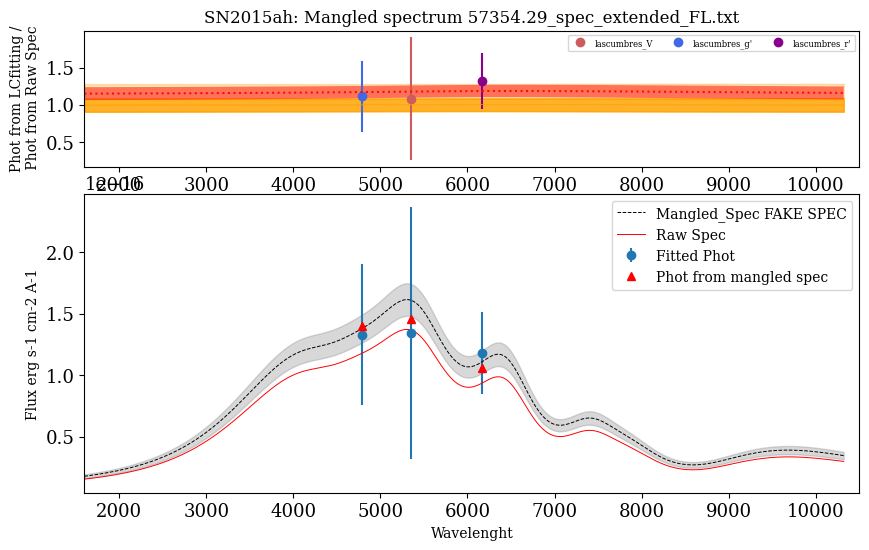 SN2015ah: Mangled spectrum 57354.29_spec_extended_FL.txt
Phot from LCfitting /
Phot from Raw Spec
1.5
1.0
0.5
lascumbres_V
lascumbres_g'
lascumbres_r'
2000 3000 4000 5000 6000 7000 8000 9000 10000
1e−16
Flux erg s-1 cm-2 A-1
2.0
1.5
1.0
0.5
Mangled_Spec FAKE SPEC
Raw Spec
Fitted Phot
Phot from mangled spec
2000 3000 4000 5000 6000 7000 8000 9000 10000
Wavelenght